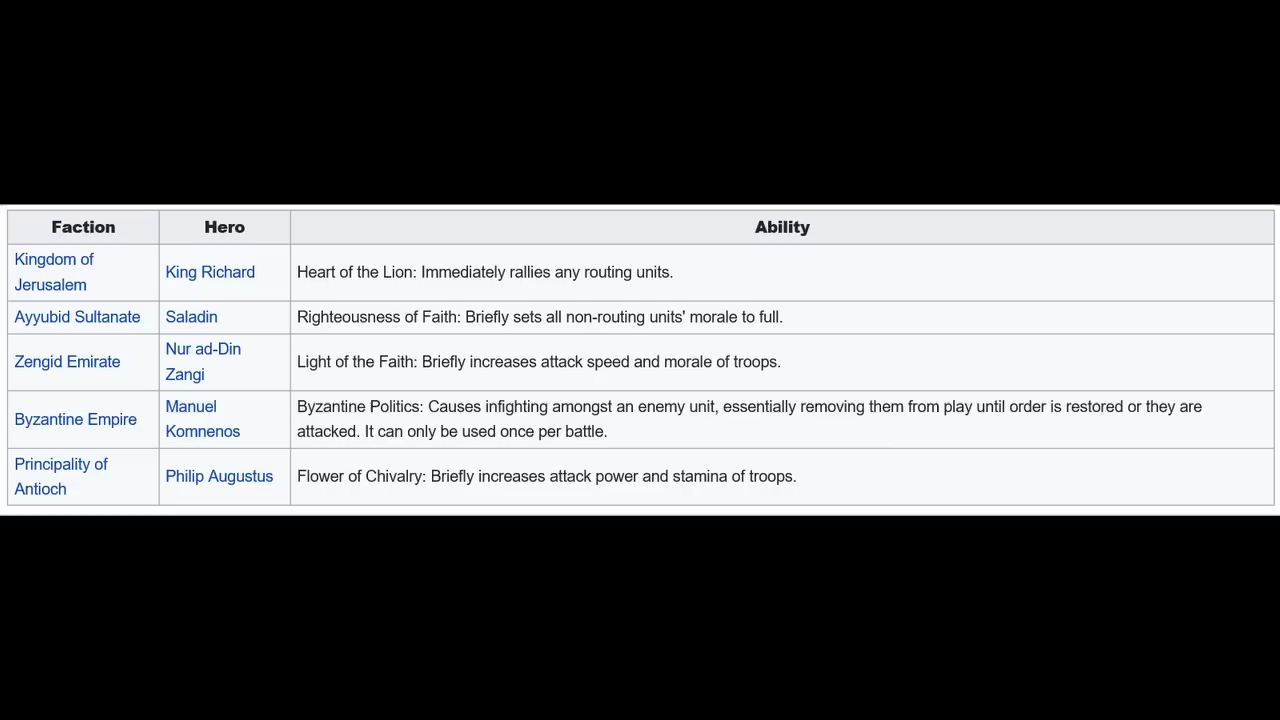 Faction Hero Ability
Kingdom of
Jerusalem
King Richard
Heart of the Lion: Immediately rallies any routing units.
Ayyubid Sultanate
Saladin
Righteousness of Faith: Briefly sets all non-routing units' morale to full.
Zengid Emirate
Nur ad-Din
Zangi
Light of the Faith: Briefly increases attack speed and morale of troops.
Byzantine Empire
Manuel
Komnenos
Byzantine Politics: Causes infighting amongst an enemy unit, essentially removing them from play until order is restored or they are
attacked. It can only be used once per battle.
Principality of
Antioch
Philip Augustus
Flower of Chivalry: Briefly increases attack power and stamina of troops.